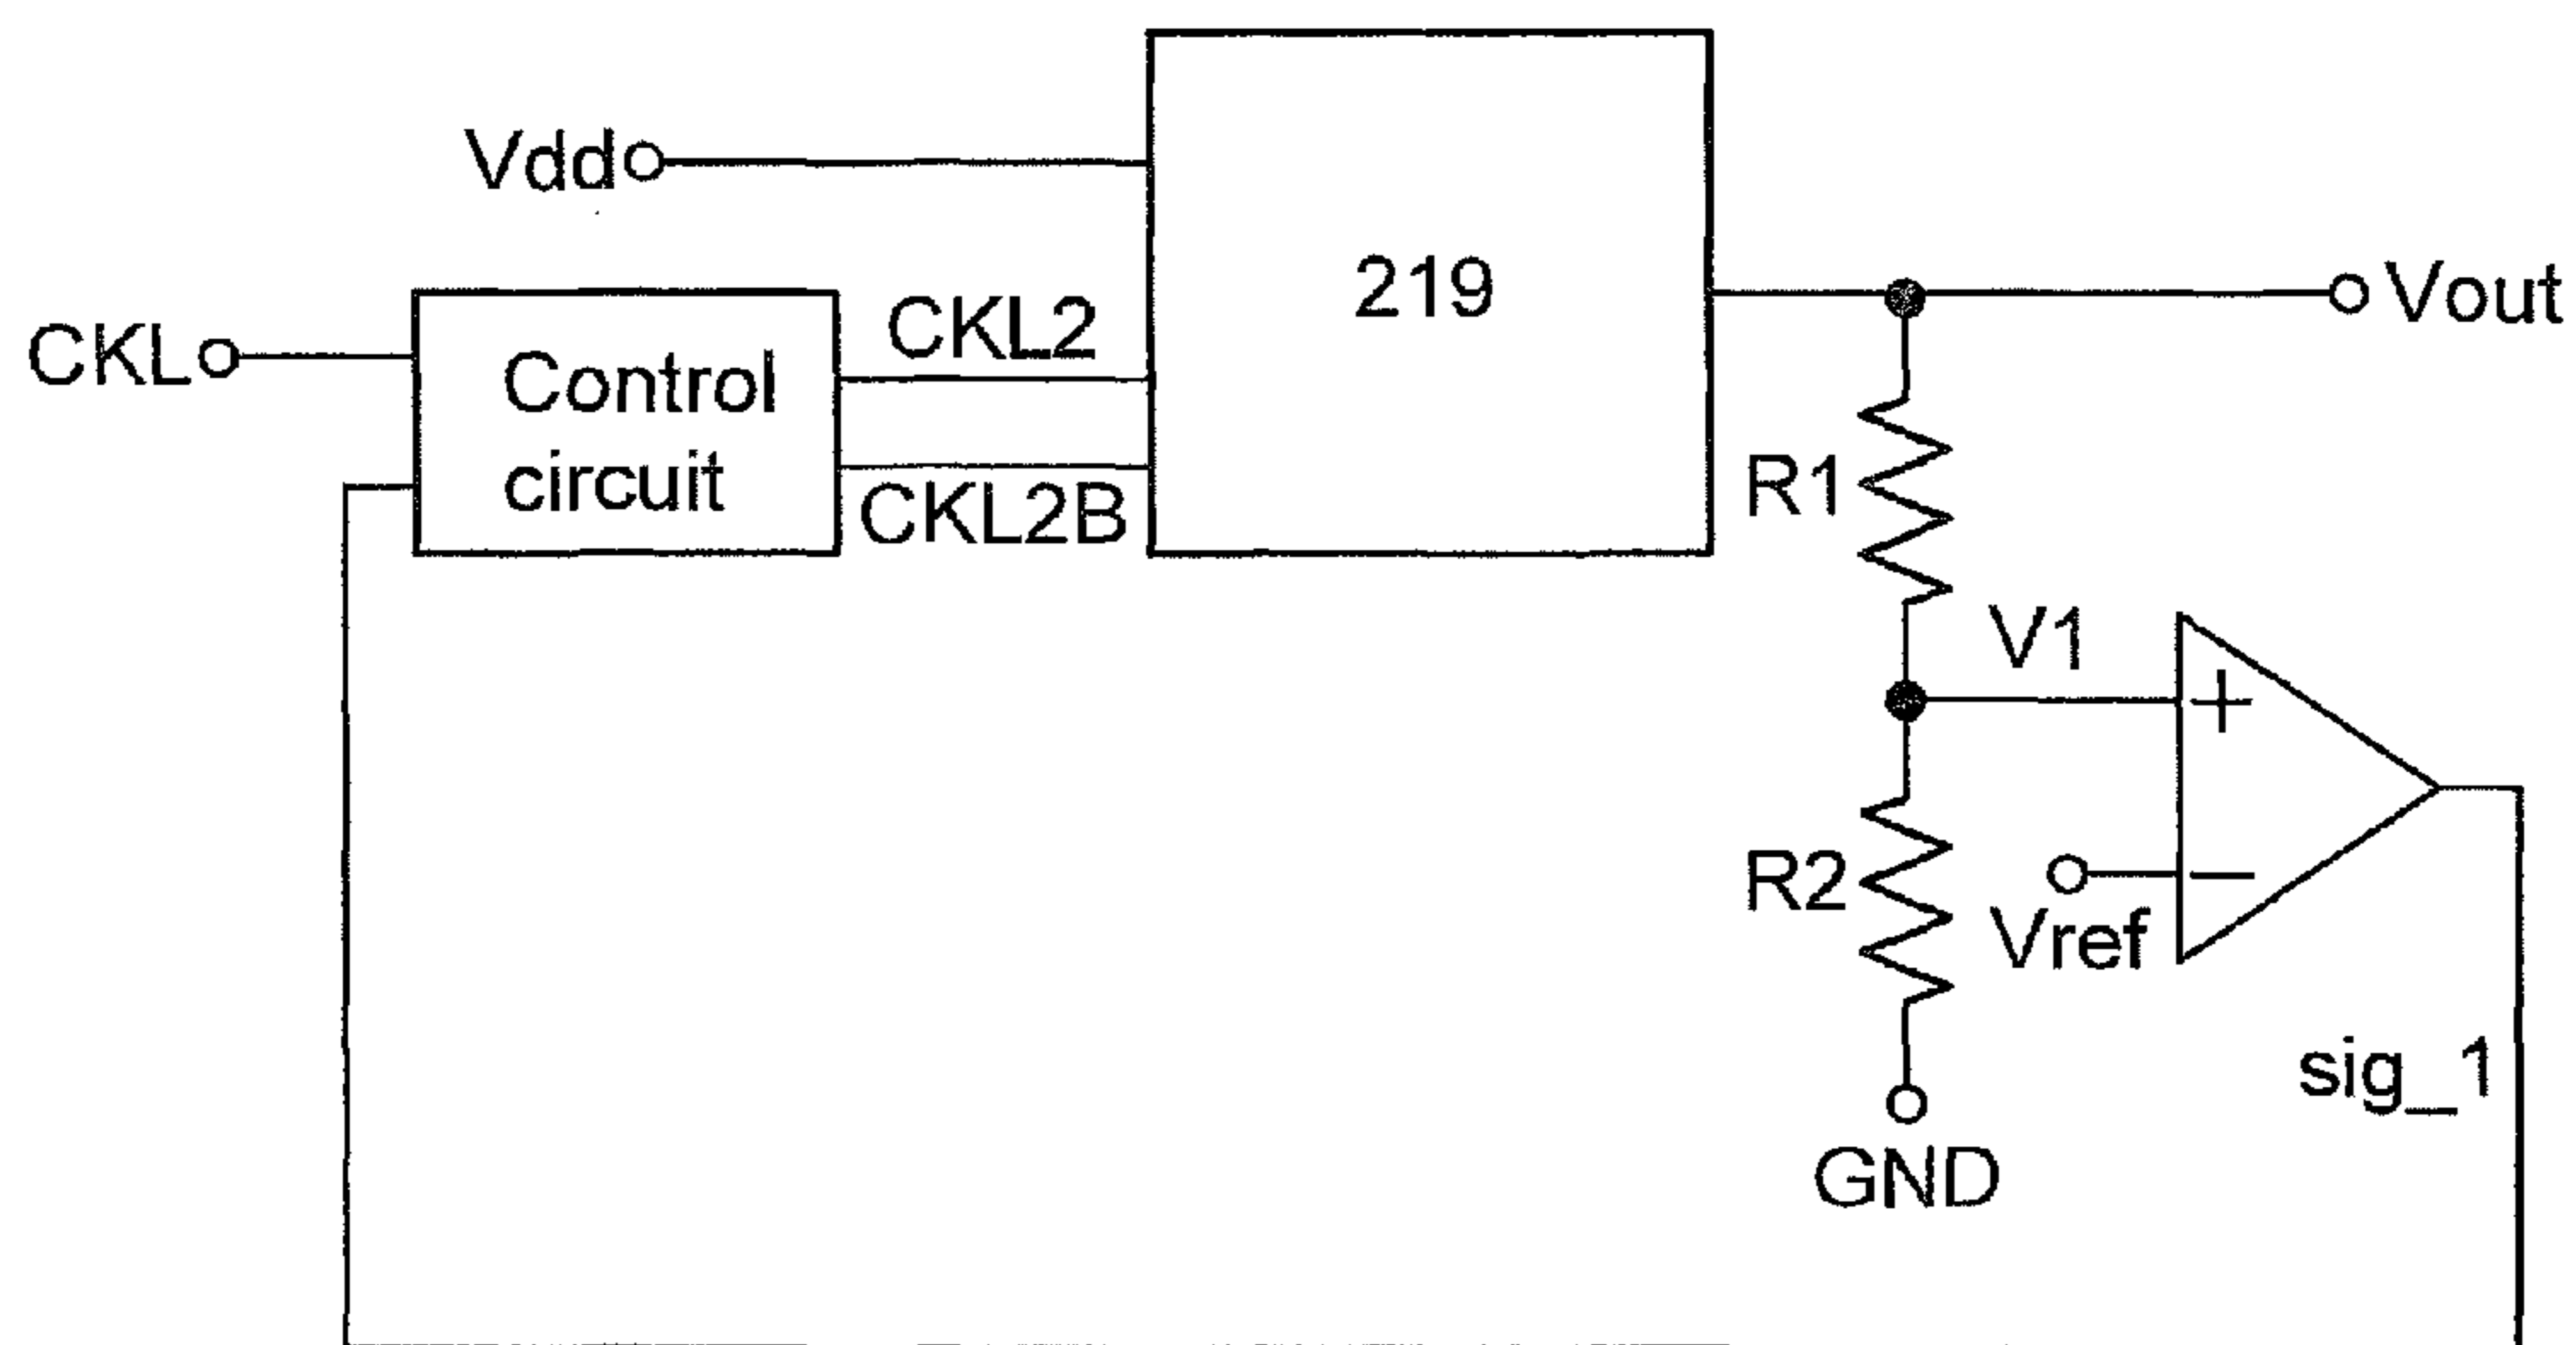 Vdd
219
Vout
CKL
Control
circuit
CKL2
CKL2B
R1
V1
+
R2
−
Vref
sig_1
GND